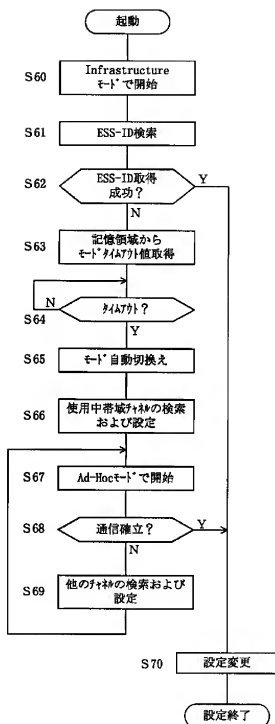 起動
S60
Infrastructure
ﾓｰﾄﾞで開始
S61
ESS-ID検索
S62
ESS-ID取得
成功？
Y
N
S63
記憶領域から
ﾓｰﾄﾞﾀｲﾑｱｳﾄ値取得
N
ﾀｲﾑｱｳﾄ？
S64
Y
S65
ﾓｰﾄﾞ自動切換え
S66
使用中帯域ﾁｬﾈﾙの検索
および設定
S67
Ad-Hocﾓｰﾄﾞで開始
S68
通信確立？
Y
N
S69
他のﾁｬﾈﾙの検索および
設定
S70
設定変更
設定終了